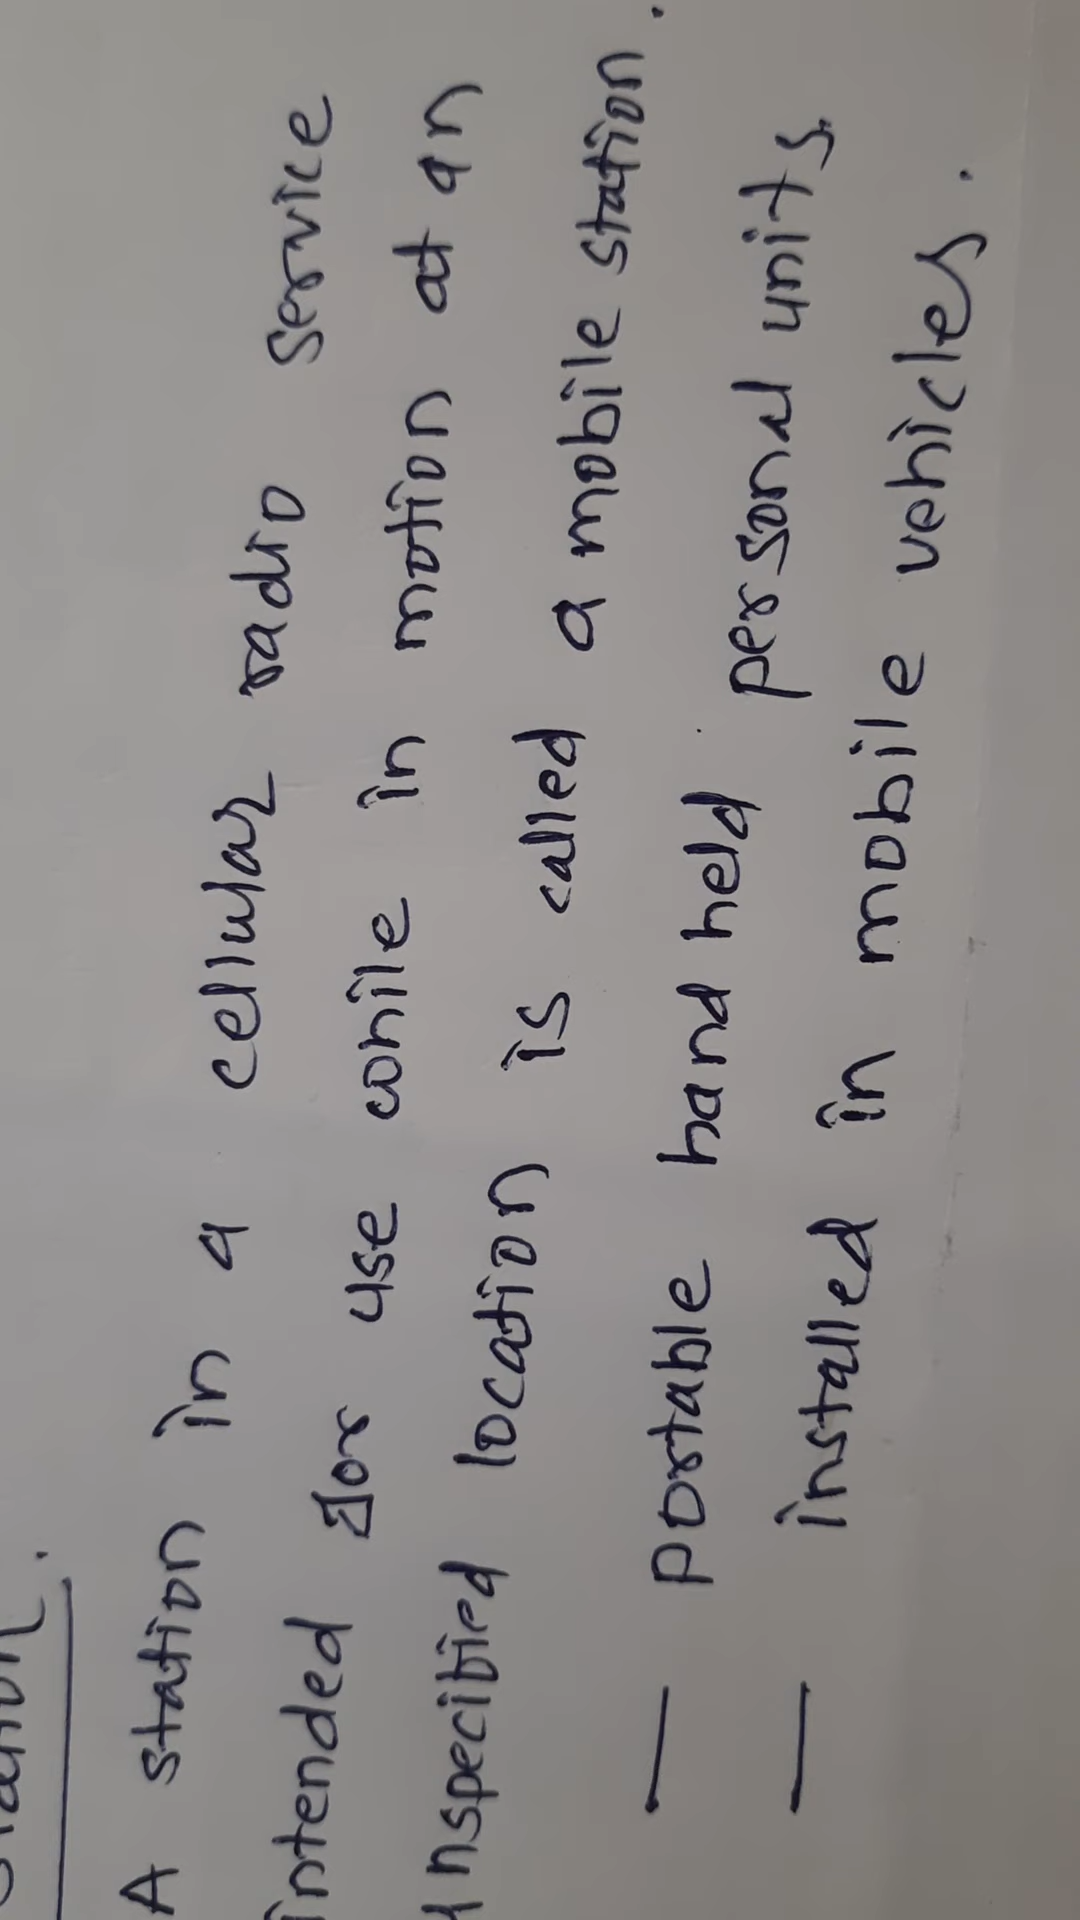 station.
A station in a cellular radio service
intended for use while in motion at an
unspecified location is called a mobile station.
— portable hand held personal units.
— installed in mobile vehicles.